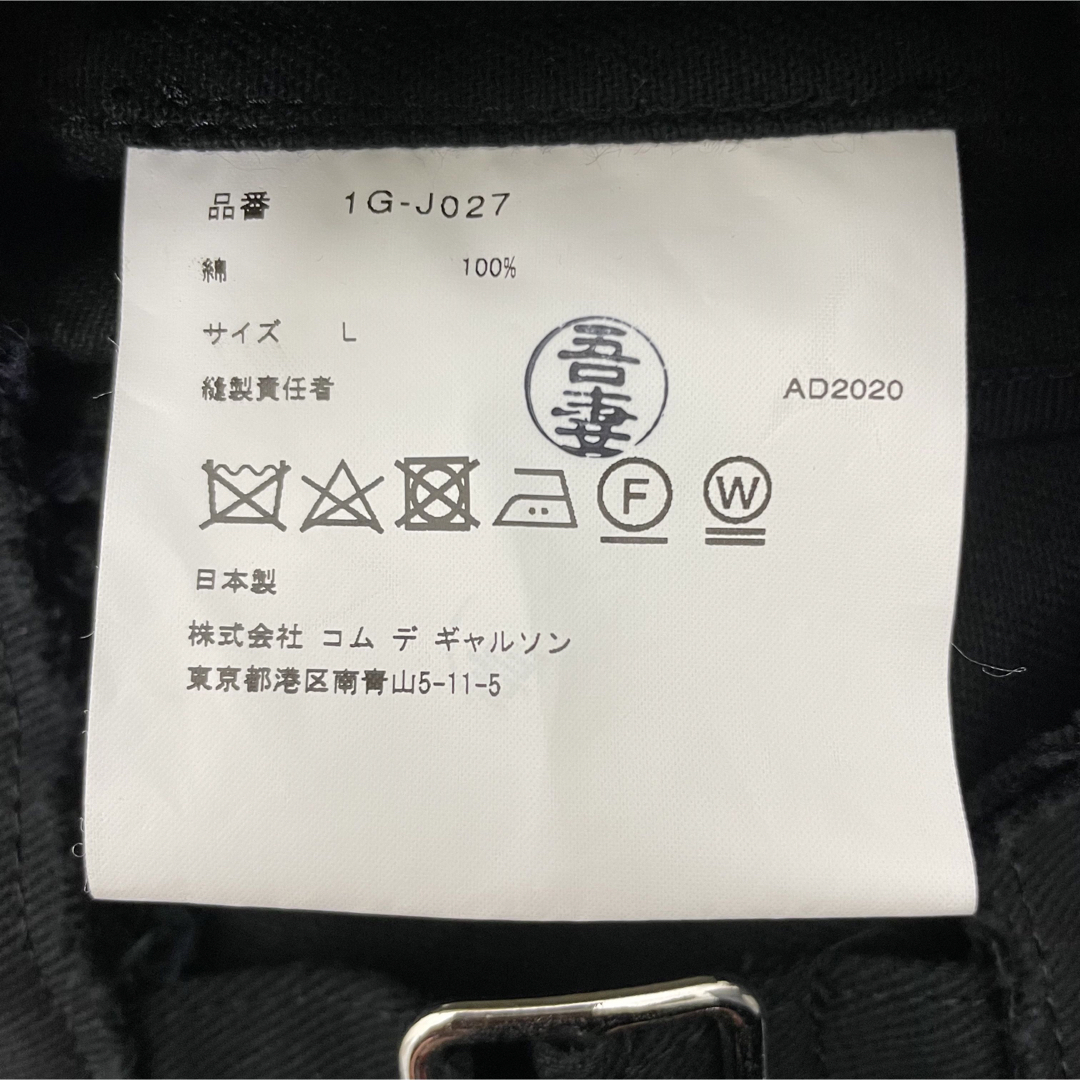 品番 1G-J027
綿 100%
サイズ L
縫製責任者 吾妻 AD2020
F W
日本製
株式会社 コム デ ギャルソン
東京都港区南青山5-11-5